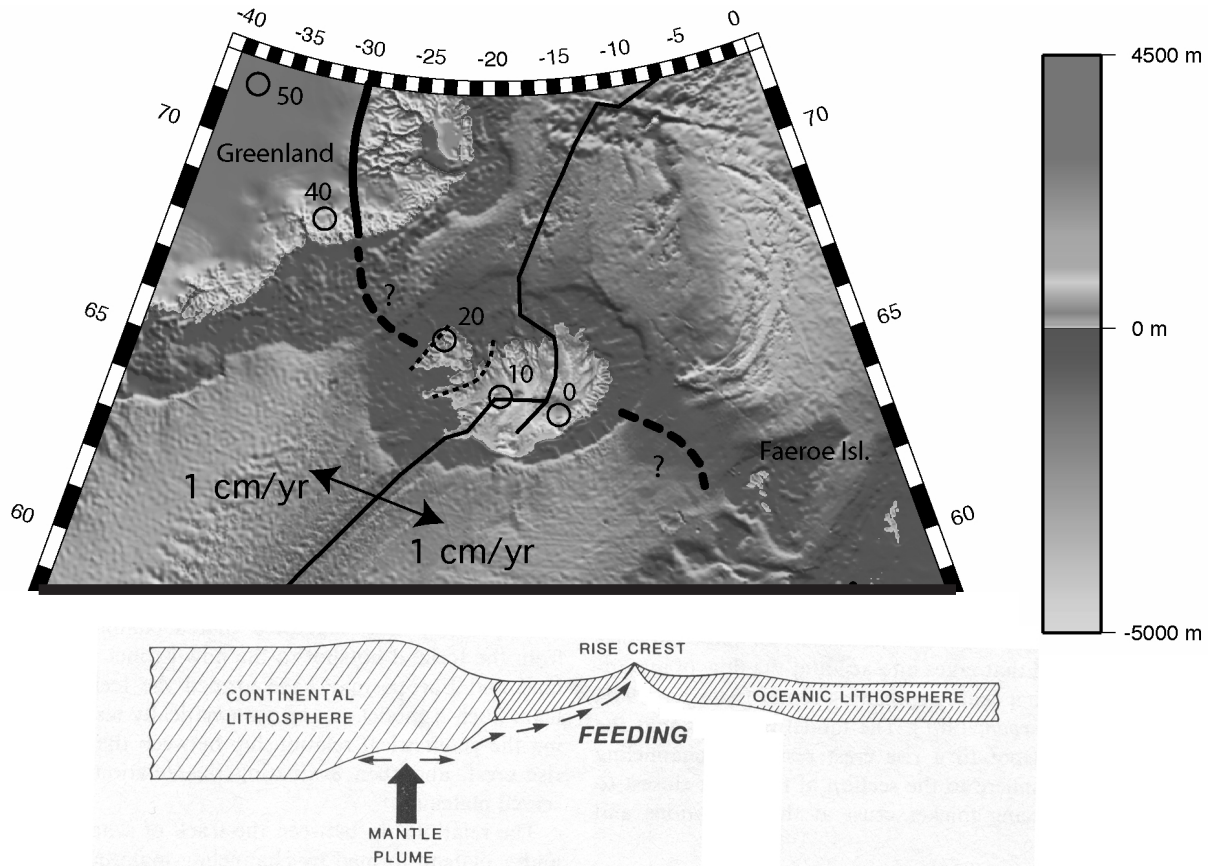 -40
-35
-30
-25
-20
-15
-10
-5
0
70
65
60
70
65
60
50
Greenland
40
?
20
10
0
Faeroe Isl.
?
1 cm/yr
1 cm/yr
4500 m
0 m
-5000 m
RISE CREST
CONTINENTAL
LITHOSPHERE
OCEANIC LITHOSPHERE
FEEDING
MANTLE
PLUME